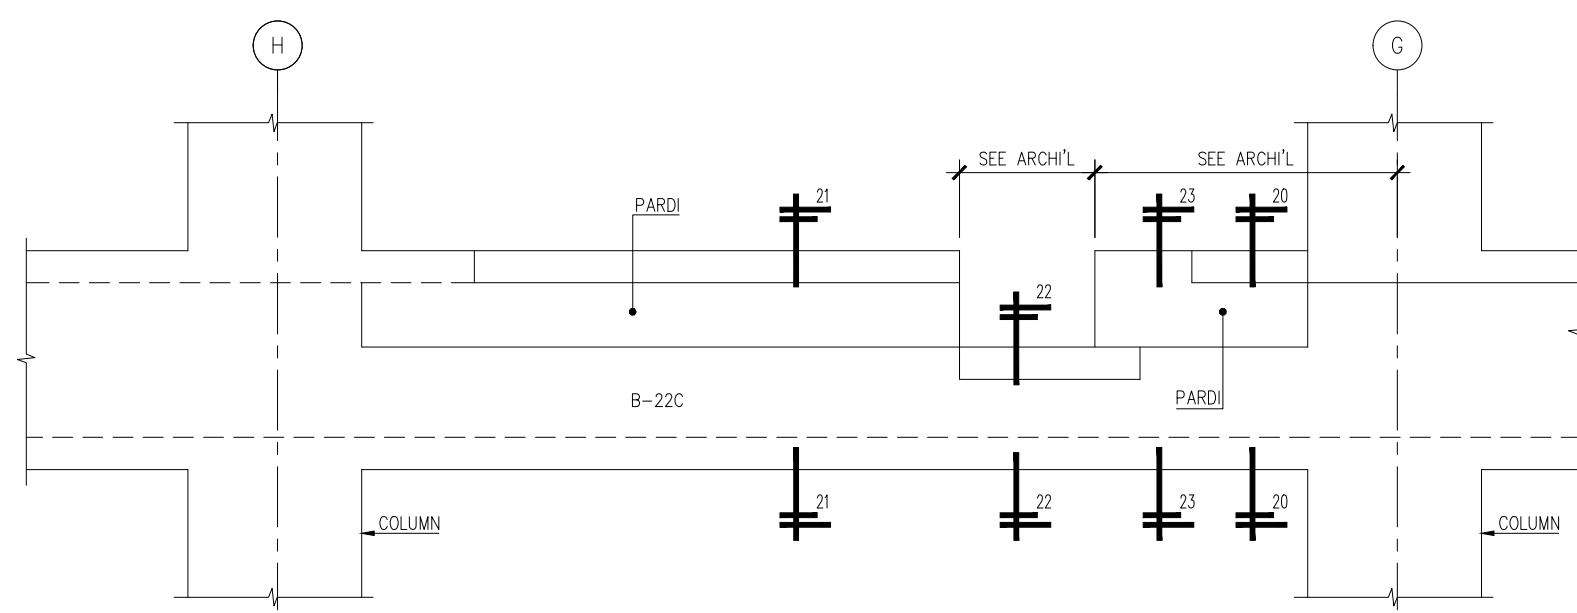 H
G
SEE ARCHI'L
SEE ARCHI'L
PARDI
21
23
20
22
B-22C
PARDI
21
22
23
20
COLUMN
COLUMN